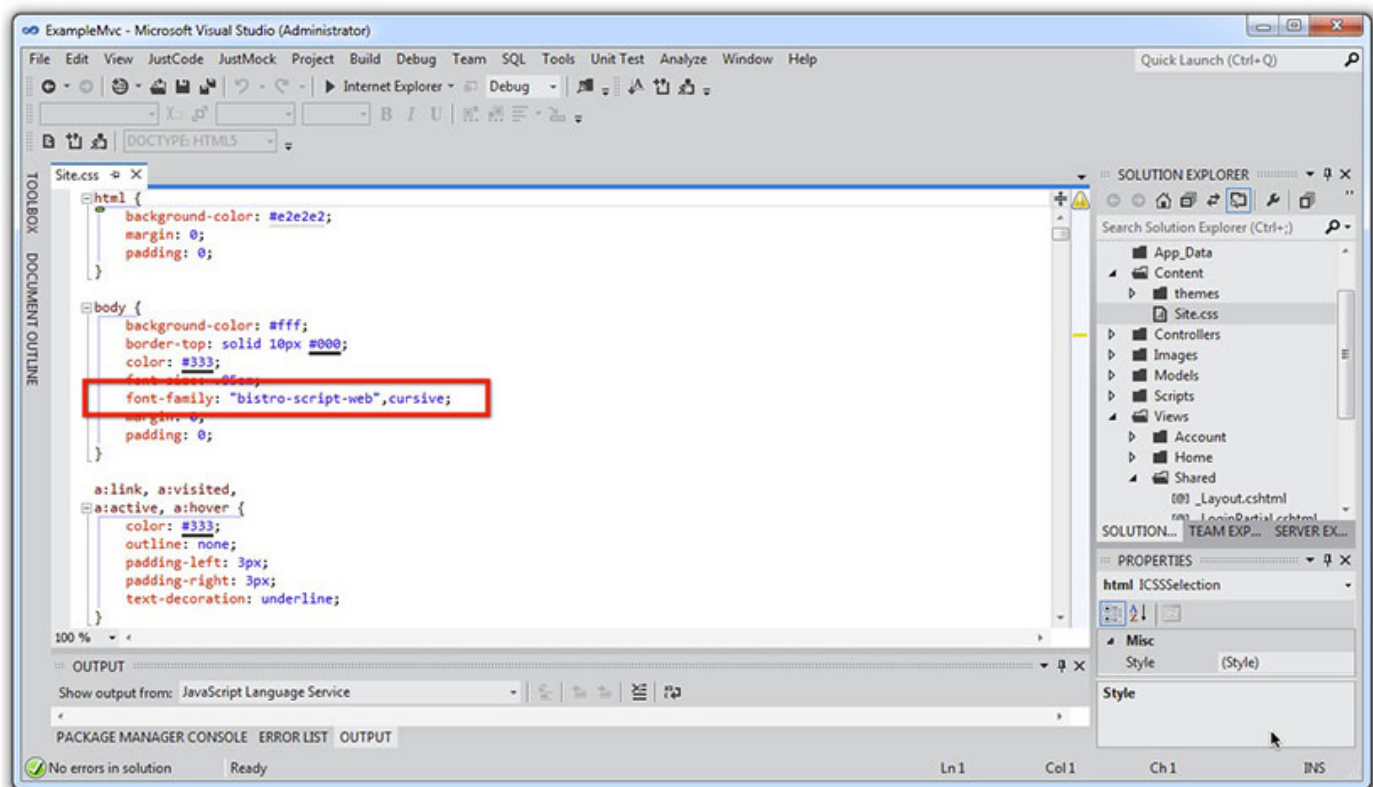 ExampleMvc - Microsoft Visual Studio (Administrator)
File Edit View JustCode JustMock Project Build Debug Team SQL Tools Unit Test Analyze Window Help
Quick Launch (Ctrl+Q)
Internet Explorer Debug
B I U
DOCTYPE: HTML5
TOOLBOX
DOCUMENT OUTLINE
Site.css
html {
background-color: #e2e2e2;
margin: 0;
padding: 0;
}
body {
background-color: #fff;
border-top: solid 10px #000;
color: #333;
font-size: .85em;
font-family: "bistro-script-web",cursive;
margin: 0;
padding: 0;
}
a:link, a:visited,
a:active, a:hover {
color: #333;
outline: none;
padding-left: 3px;
padding-right: 3px;
text-decoration: underline;
}
100 %
OUTPUT
Show output from: JavaScript Language Service
PACKAGE MANAGER CONSOLE ERROR LIST OUTPUT
SOLUTION EXPLORER
Search Solution Explorer (Ctrl+;)
App_Data
Content
themes
Site.css
Controllers
Images
Models
Scripts
Views
Account
Home
Shared
_Layout.cshtml
_LoginPartial.cshtml
SOLUTION... TEAM EXP... SERVER EX...
PROPERTIES
html ICSSSelection
Misc
Style (Style)
Style
No errors in solution Ready Ln 1 Col 1 Ch 1 INS